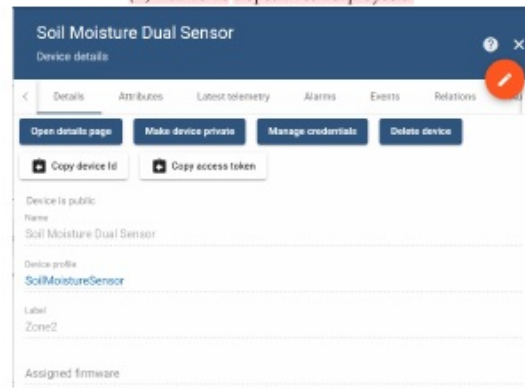 Soil Moisture Dual Sensor
Device details
Details Attributes Latest telemetry Alarms Events Relations
Open details page Make device private Manage credentials Delete device
Copy device Id Copy access token
Device is public
Name
Soil Moisture Dual Sensor
Device profile
SoilMoistureSensor
Label
Zone2
Assigned firmware